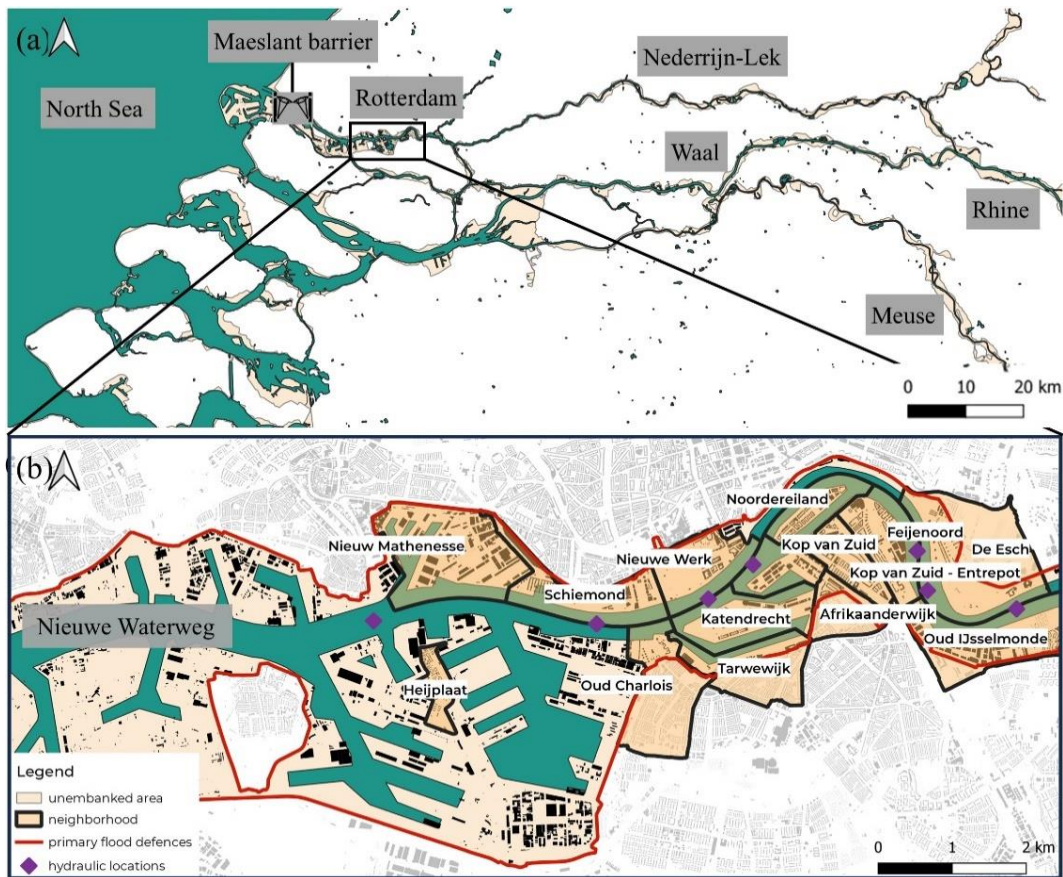 (a)
Maeslant barrier
Nederrijn-Lek
North Sea
Rotterdam
Waal
Rhine
Meuse
0 10 20 km
(b)
Noordereiland
Nieuw Mathenesse
Nieuwe Werk
Kop van Zuid
Feijenoord
De Esch
Kop van Zuid - Entrepot
Schiemond
Katendrecht
Afrikaanderwijk
Nieuwe Waterweg
Oud IJsselmonde
Tarwewijk
Heijplaat
Oud Charlois
Legend
unembanked area
neighborhood
primary flood defences
hydraulic locations
0 1 2 km